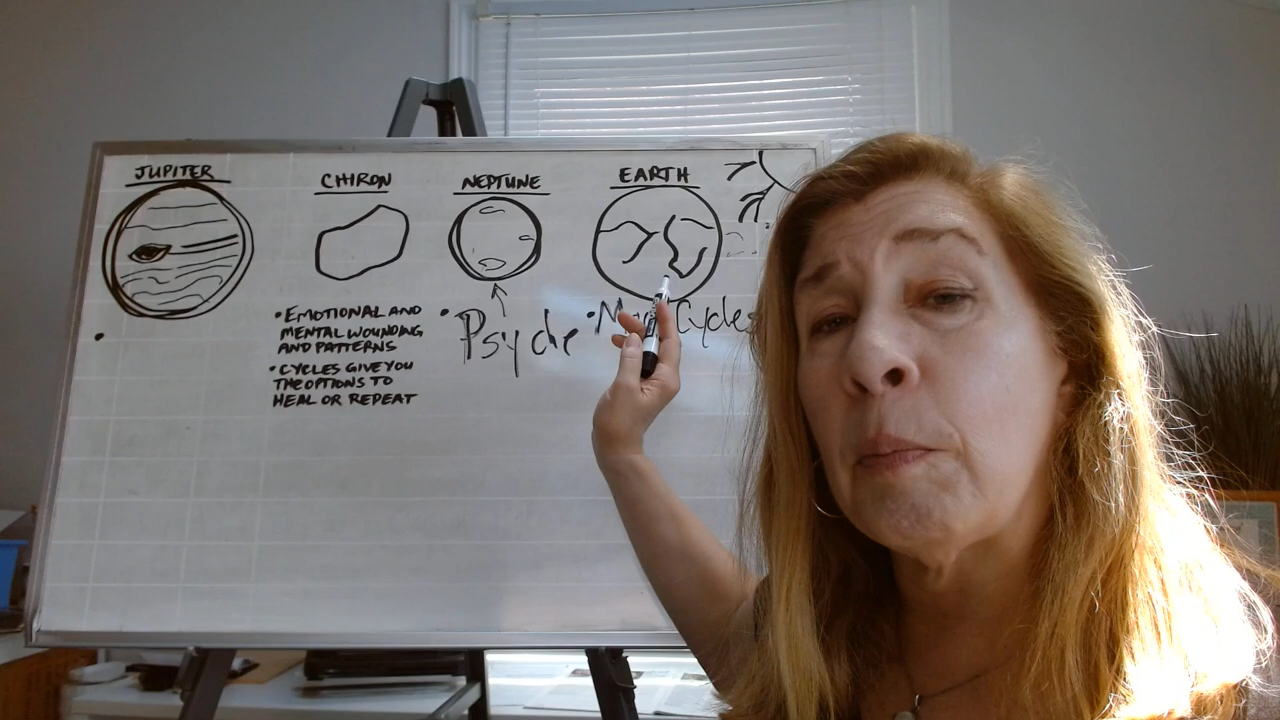 JUPITER
CHIRON
NEPTUNE
EARTH
• EMOTIONAL AND
MENTAL WOUNDING
AND PATTERNS
• CYCLES GIVE YOU
THE OPTIONS TO
HEAL OR REPEAT
• Psyche
• Cycles
•